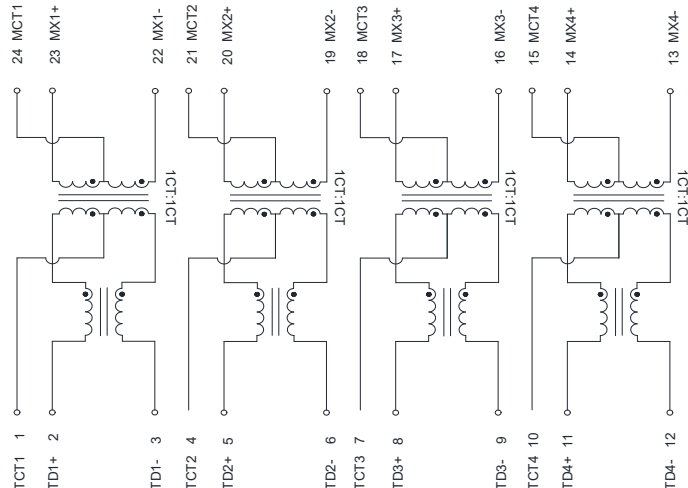 24 MCT1
23 MX1+
22 MX1-
21 MCT2
20 MX2+
19 MX2-
18 MCT3
17 MX3+
16 MX3-
15 MCT4
14 MX4+
13 MX4-
1CT:1CT
1CT:1CT
1CT:1CT
1CT:1CT
TCT1 1
TD1+ 2
TD1- 3
TCT2 4
TD2+ 5
TD2- 6
TCT3 7
TD3+ 8
TD3- 9
TCT4 10
TD4+ 11
TD4- 12